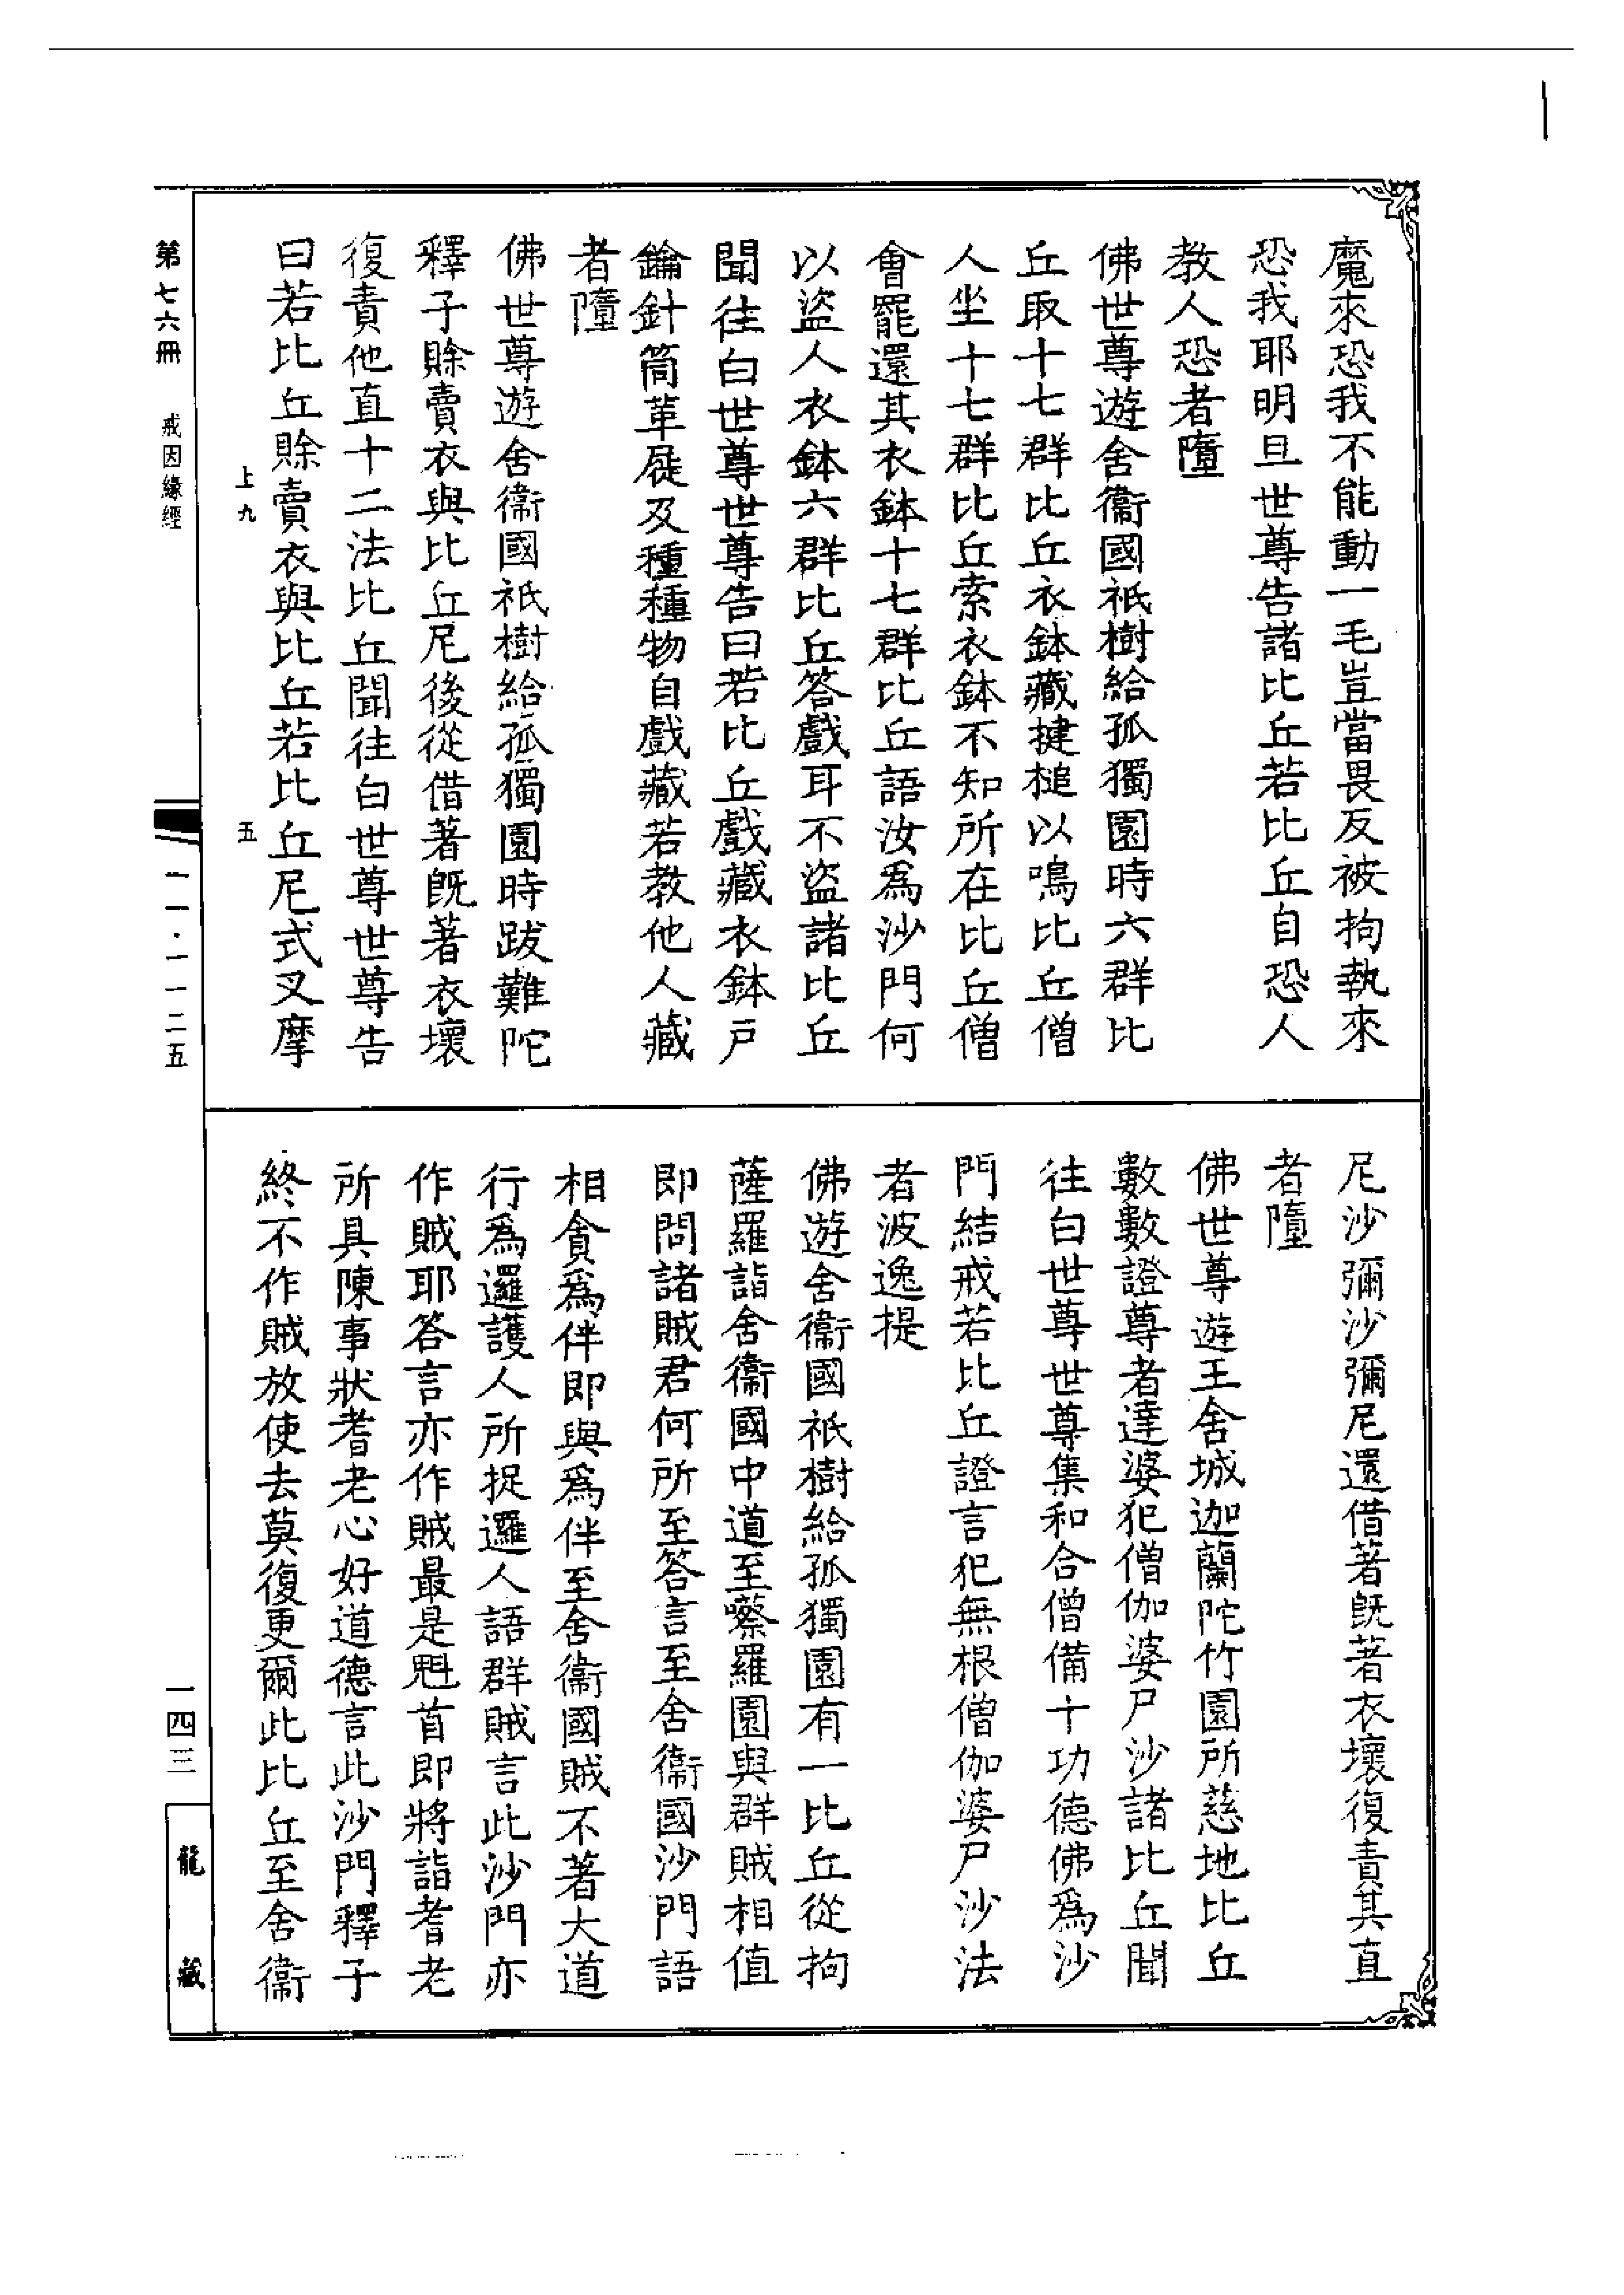 魔來恐我不能動一毛豈當畏反被拘執來
恐我耶明旦世尊告諸比丘若比丘自恐人
教人恐者墮
佛世尊遊舍衞國祇樹給孤獨園時六群比
丘取十七群比丘衣鉢藏揵槌以鳴比丘僧
人坐十七群比丘索衣鉢不知所在比丘僧
會罷還其衣鉢十七群比丘語汝爲沙門何
以盜人衣鉢六群比丘答戲耳不盜諸比丘
聞往白世尊世尊告曰若比丘戲藏衣鉢戸
鑰針筒革屣及種種物自戲藏若教他人藏
者墮
佛世尊遊舍衞國祇樹給孤獨園時跋難陀
釋子賒賣衣與比丘尼後從借著旣著衣壞
復責他直十二法比丘聞往白世尊世尊告
曰若比丘賒賣衣與比丘若比丘尼式叉摩
尼沙彌沙彌尼還借著旣著衣壞復責其直
者墮
佛世尊遊王舍城迦蘭陀竹園所慈地比丘
數數證尊者達婆犯僧伽婆尸沙諸比丘聞
往白世尊世尊集和合僧備十功德佛爲沙
門結戒若比丘證言犯無根僧伽婆尸沙法
者波逸提
佛遊舍衞國祇樹給孤獨園有一比丘從拘
薩羅詣舍衞國中道至㘔羅園與群賊相值
即問諸賊君何所至答言至舍衞國沙門語
相貪爲伴即與爲伴至舍衞國賊不著大道
行爲邏護人所捉邏人語群賊言此沙門亦
作賊耶答言亦作賊最是魁首即將詣耆老
所具陳事狀耆老心好道德言此沙門釋子
終不作賊放使去莫復更爾此比丘至舍衞
上九　五
第七六冊　戒因緣經　一一·一一二五　一四三　龍藏